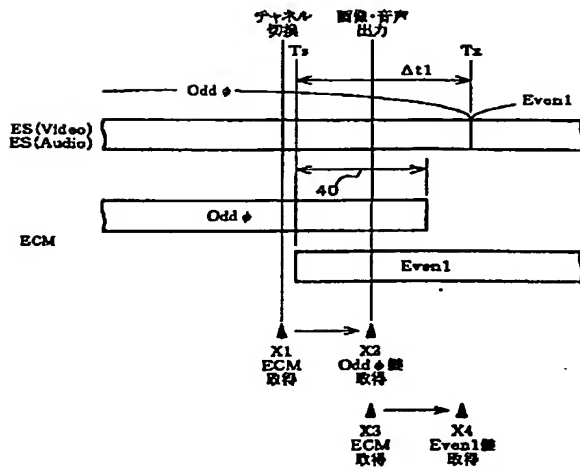 チャネル
切換
画像・音声
出力
Ts
Tz
Δt1
Odd φ
Even1
ES(Video)
ES(Audio)
40
Odd φ
ECM
Even1
X1
ECM
取得
X2
Odd φ 鍵
取得
X3
ECM
取得
X4
Even1鍵
取得